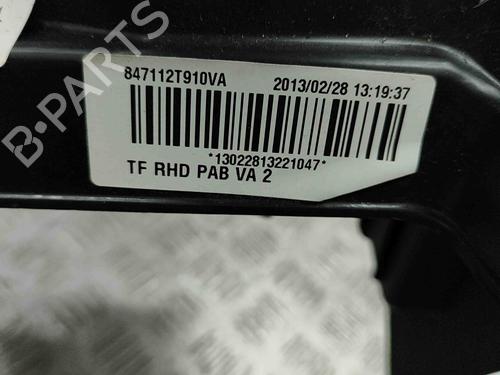 847112T910VA 2013/02/28 13:19:37
*13022813221047*
TF RHD PAB VA 2
B-PARTS